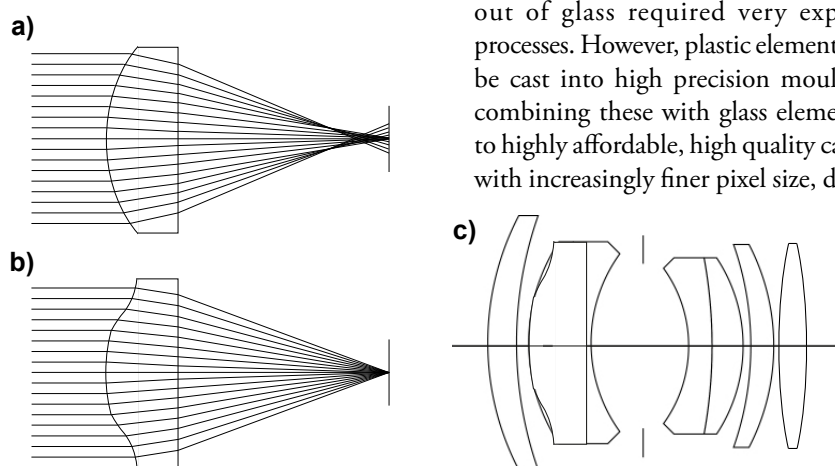 a)
out of glass required very exp
processes. However, plastic element
be cast into high precision moul
combining these with glass eleme
to highly affordable, high quality ca
with increasingly finer pixel size, d
b)
c)